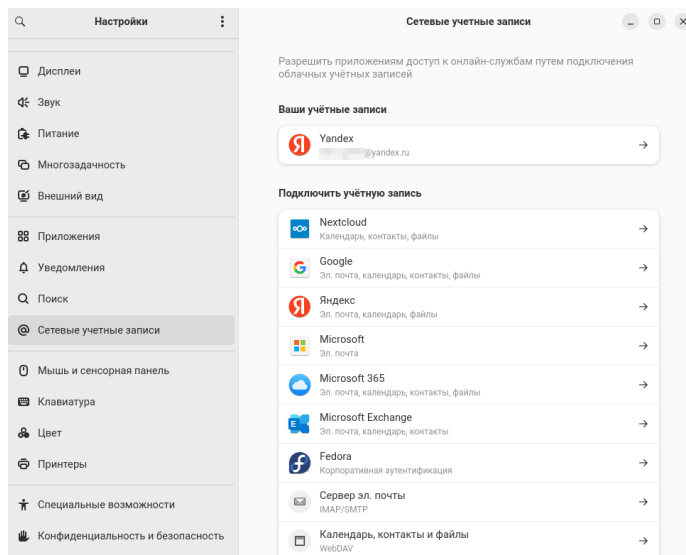 Настройки
Дисплеи
Звук
Питание
Многозадачность
Внешний вид
Приложения
Уведомления
Поиск
Сетевые учетные записи
Мышь и сенсорная панель
Клавиатура
Цвет
Принтеры
Специальные возможности
Конфиденциальность и безопасность
Сетевые учетные записи
Разрешить приложениям доступ к онлайн-службам путем подключения
облачных учётных записей
Ваши учётные записи
Yandex
@yandex.ru
Подключить учётную запись
Nextcloud
Календарь, контакты, файлы
Google
Эл. почта, календарь, контакты, файлы
Яндекс
Эл. почта, календарь, файлы
Microsoft
Эл. почта
Microsoft 365
Эл. почта, календарь, контакты, файлы
Microsoft Exchange
Эл. почта, календарь, контакты
Fedora
Корпоративная аутентификация
Сервер эл. почты
IMAP/SMTP
Календарь, контакты и файлы
WebDAV